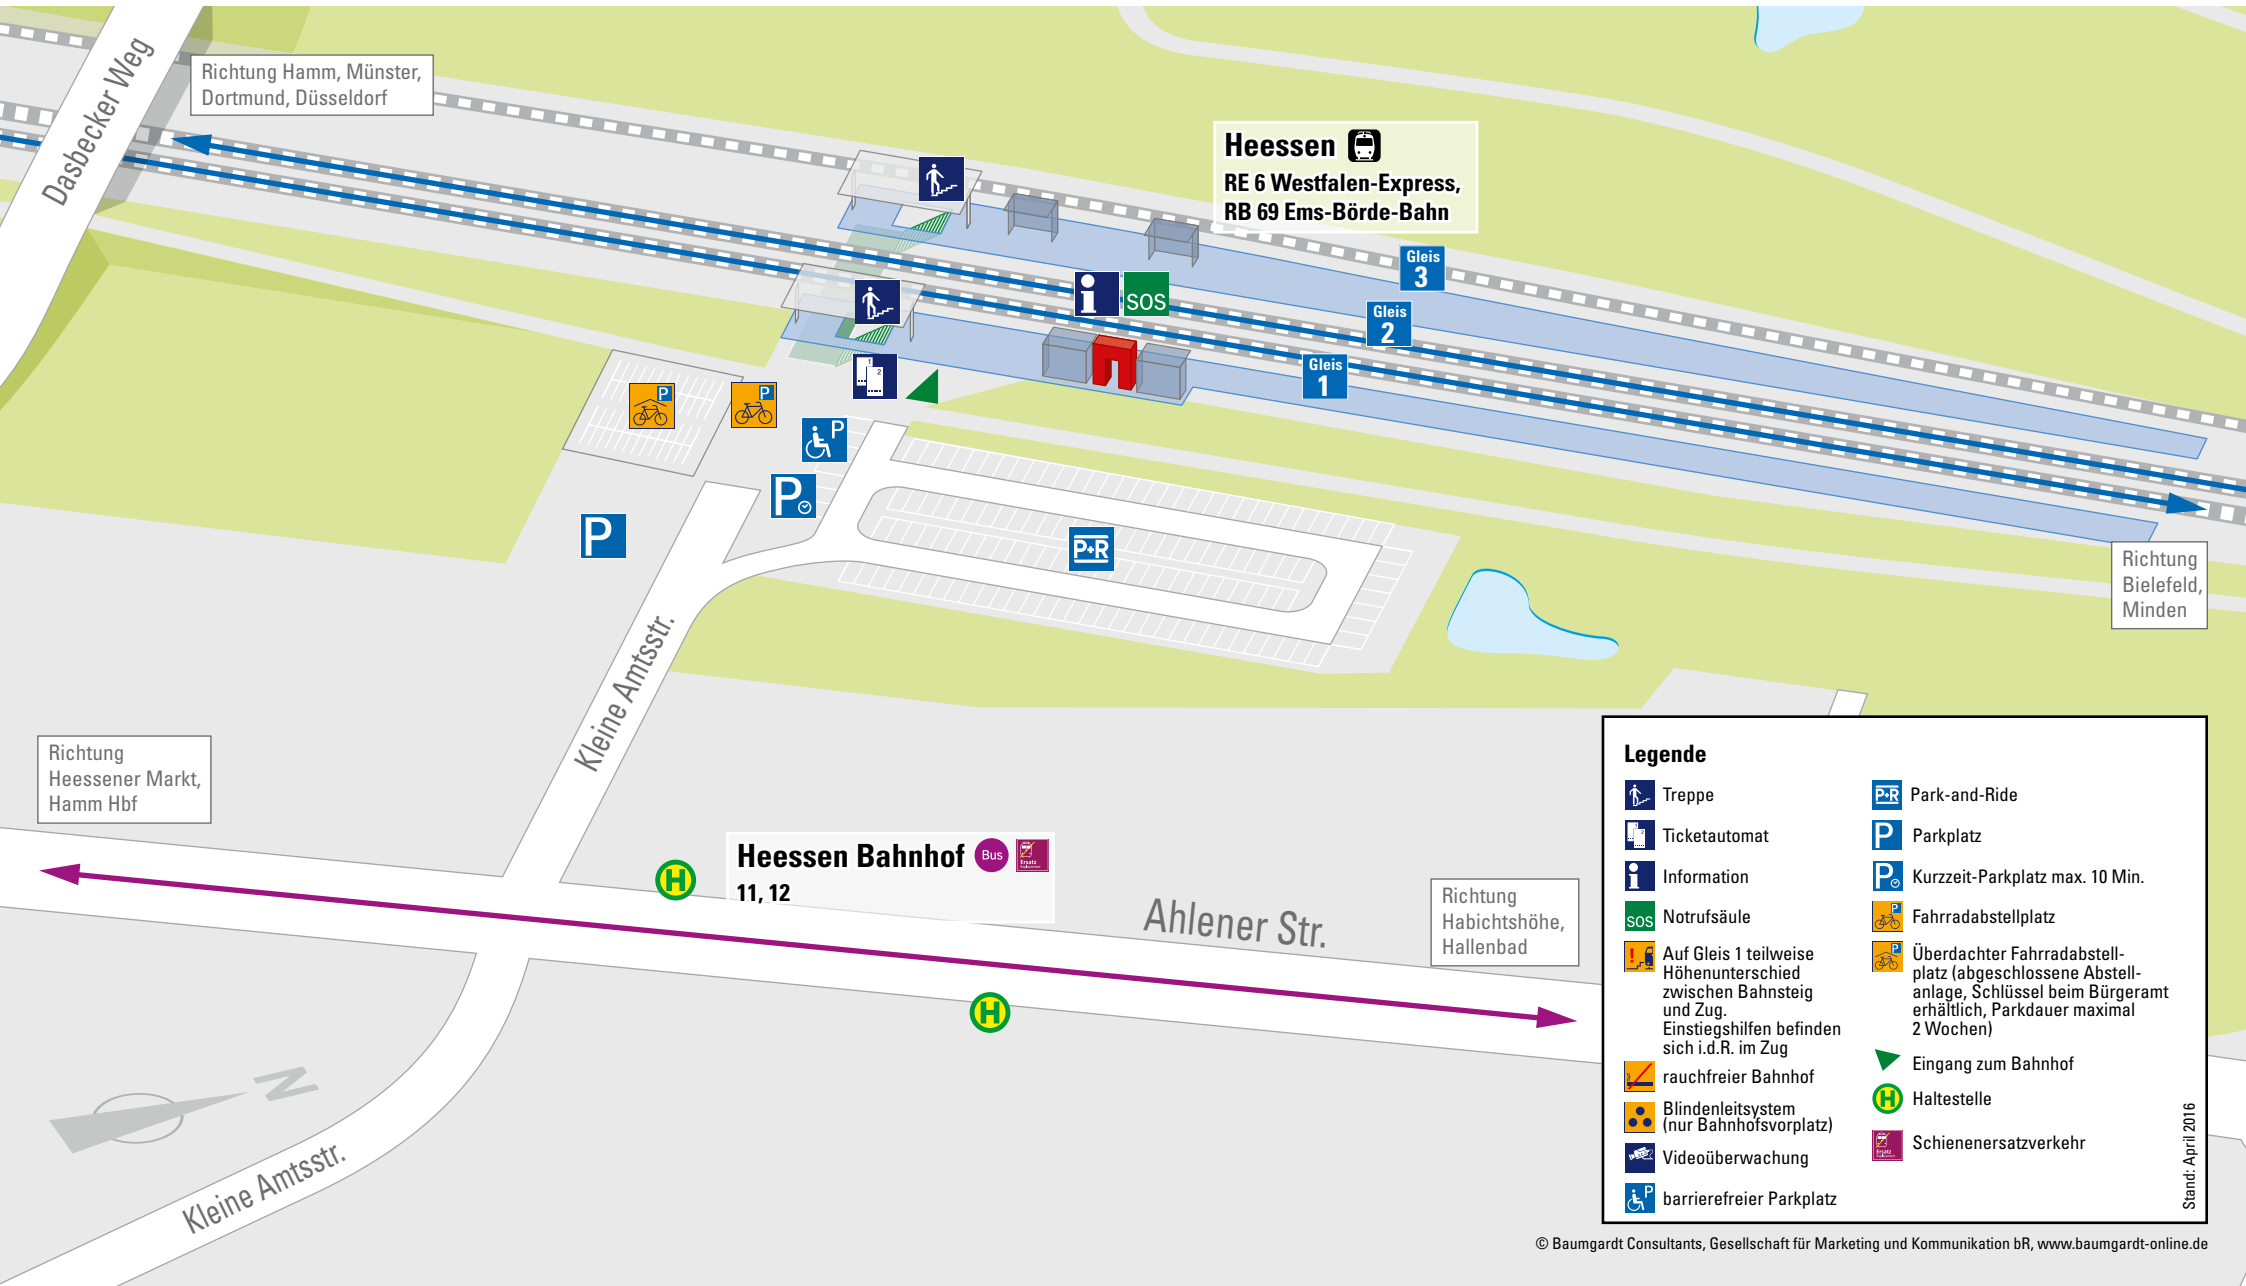 Dasbecker Weg
Richtung Hamm, Münster,
Dortmund, Düsseldorf
Heessen
RE 6 Westfalen-Express,
RB 69 Ems-Börde-Bahn
Gleis
3
Gleis
2
Gleis
1
i
SOS
1
2
P
P
P
P
P
P+R
Richtung
Bielefeld,
Minden
Kleine Amtsstr.
Richtung
Heessener Markt,
Hamm Hbf
Heessen Bahnhof
Bus
Ersatz
11, 12
H
H
Ahlener Str.
Richtung
Habichtshöhe,
Hallenbad
N
Kleine Amtsstr.
Legende
Treppe
Ticketautomat
i Information
SOS Notrufsäule
! Auf Gleis 1 teilweise
Höhenunterschied
zwischen Bahnsteig
und Zug.
Einstiegshilfen befinden
sich i.d.R. im Zug
rauchfreier Bahnhof
Blindenleitsystem
(nur Bahnhofsvorplatz)
Videoüberwachung
P barrierefreier Parkplatz
P+R Park-and-Ride
P Parkplatz
P Kurzzeit-Parkplatz max. 10 Min.
P Fahrradabstellplatz
P Überdachter Fahrradabstell-
platz (abgeschlossene Abstell-
anlage, Schlüssel beim Bürgeramt
erhältlich, Parkdauer maximal
2 Wochen)
Eingang zum Bahnhof
H Haltestelle
Ersatz Schienenersatzverkehr
Stand: April 2016
© Baumgardt Consultants, Gesellschaft für Marketing und Kommunikation bR, www.baumgardt-online.de